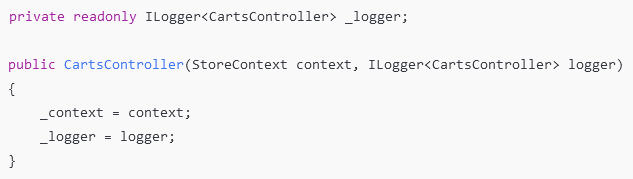 private readonly ILogger<CartsController> _logger;
public CartsController(StoreContext context, ILogger<CartsController> logger)
{
    _context = context;
    _logger = logger;
}